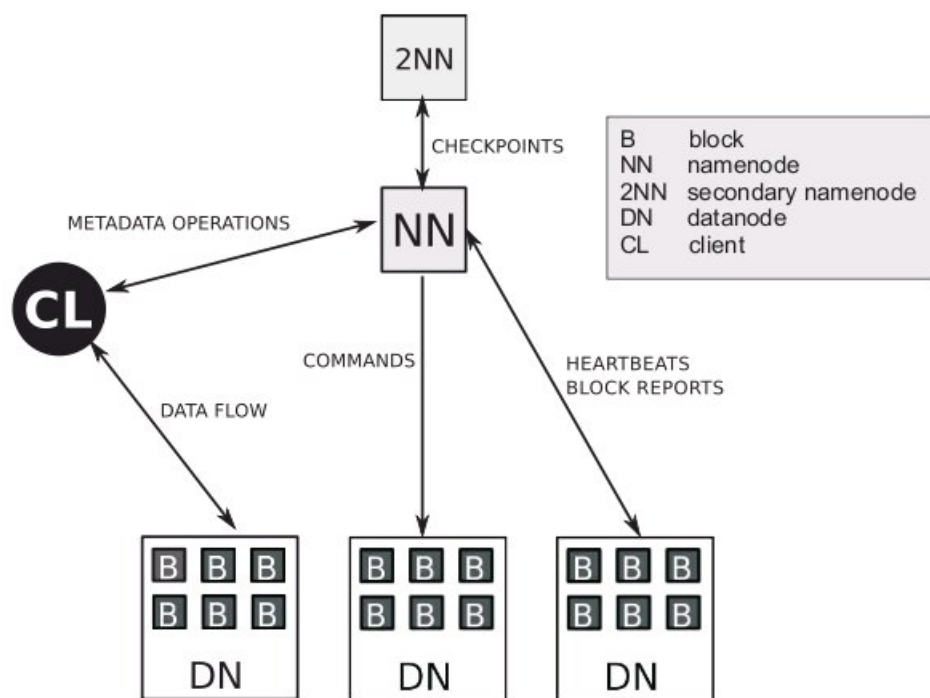 2NN
CHECKPOINTS
B block
NN namenode
2NN secondary namenode
DN datanode
CL client
METADATA OPERATIONS
NN
CL
COMMANDS
HEARTBEATS
BLOCK REPORTS
DATA FLOW
B B B
B B B
DN
B B B
B B B
DN
B B B
B B B
DN